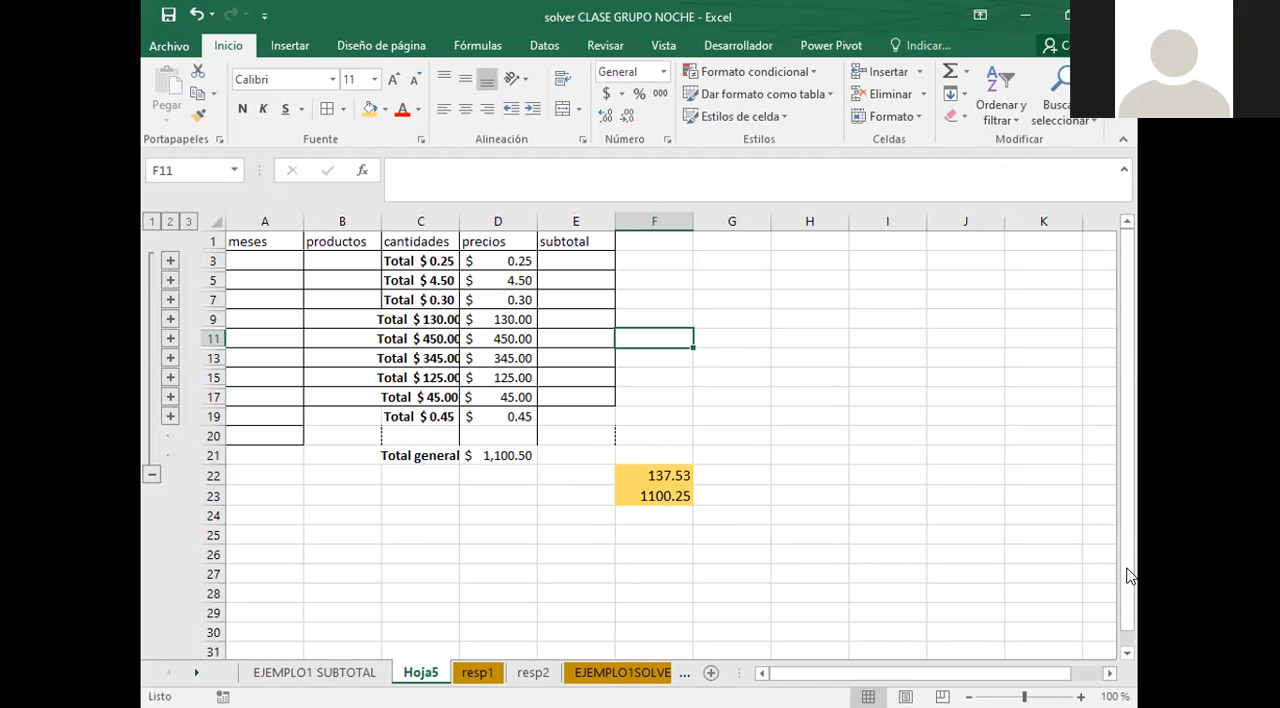 solver CLASE GRUPO NOCHE - Excel
Archivo Inicio Insertar Diseño de página Fórmulas Datos Revisar Vista Desarrollador Power Pivot Indicar...
Calibri 11 General Formato condicional Insertar
Pegar N K S $ % 000 Dar formato como tabla Eliminar Ordenar y
Estilos de celda Formato filtrar seleccionar
Portapapeles Fuente Alineación Número Estilos Celdas Modificar
F11 fx
1 2 3 A B C D E F G H I J K
1 meses productos cantidades precios subtotal
3 Total $ 0.25 $ 0.25
5 Total $ 4.50 $ 4.50
7 Total $ 0.30 $ 0.30
9 Total $ 130.00 $ 130.00
11 Total $ 450.00 $ 450.00
13 Total $ 345.00 $ 345.00
15 Total $ 125.00 $ 125.00
17 Total $ 45.00 $ 45.00
19 Total $ 0.45 $ 0.45
20
21 Total general $ 1,100.50
22 137.53
23 1100.25
24
25
26
27
28
29
30
31
EJEMPLO1 SUBTOTAL Hoja5 resp1 resp2 EJEMPLO1SOLVE ...
Listo 100 %